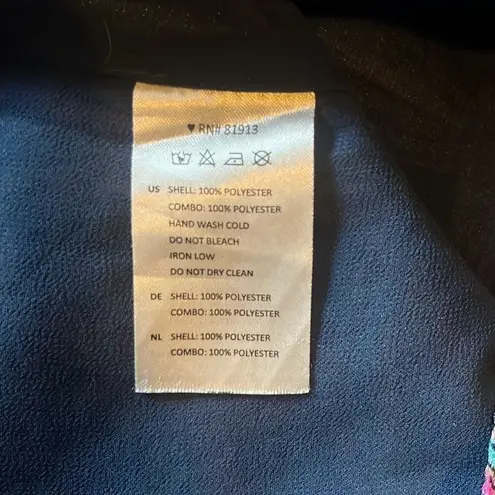 ♥ RN# 81913
US SHELL: 100% POLYESTER
COMBO: 100% POLYESTER
HAND WASH COLD
DO NOT BLEACH
IRON LOW
DO NOT DRY CLEAN
DE SHELL: 100% POLYESTER
COMBO: 100% POLYESTER
NL SHELL: 100% POLYESTER
COMBO: 100% POLYESTER